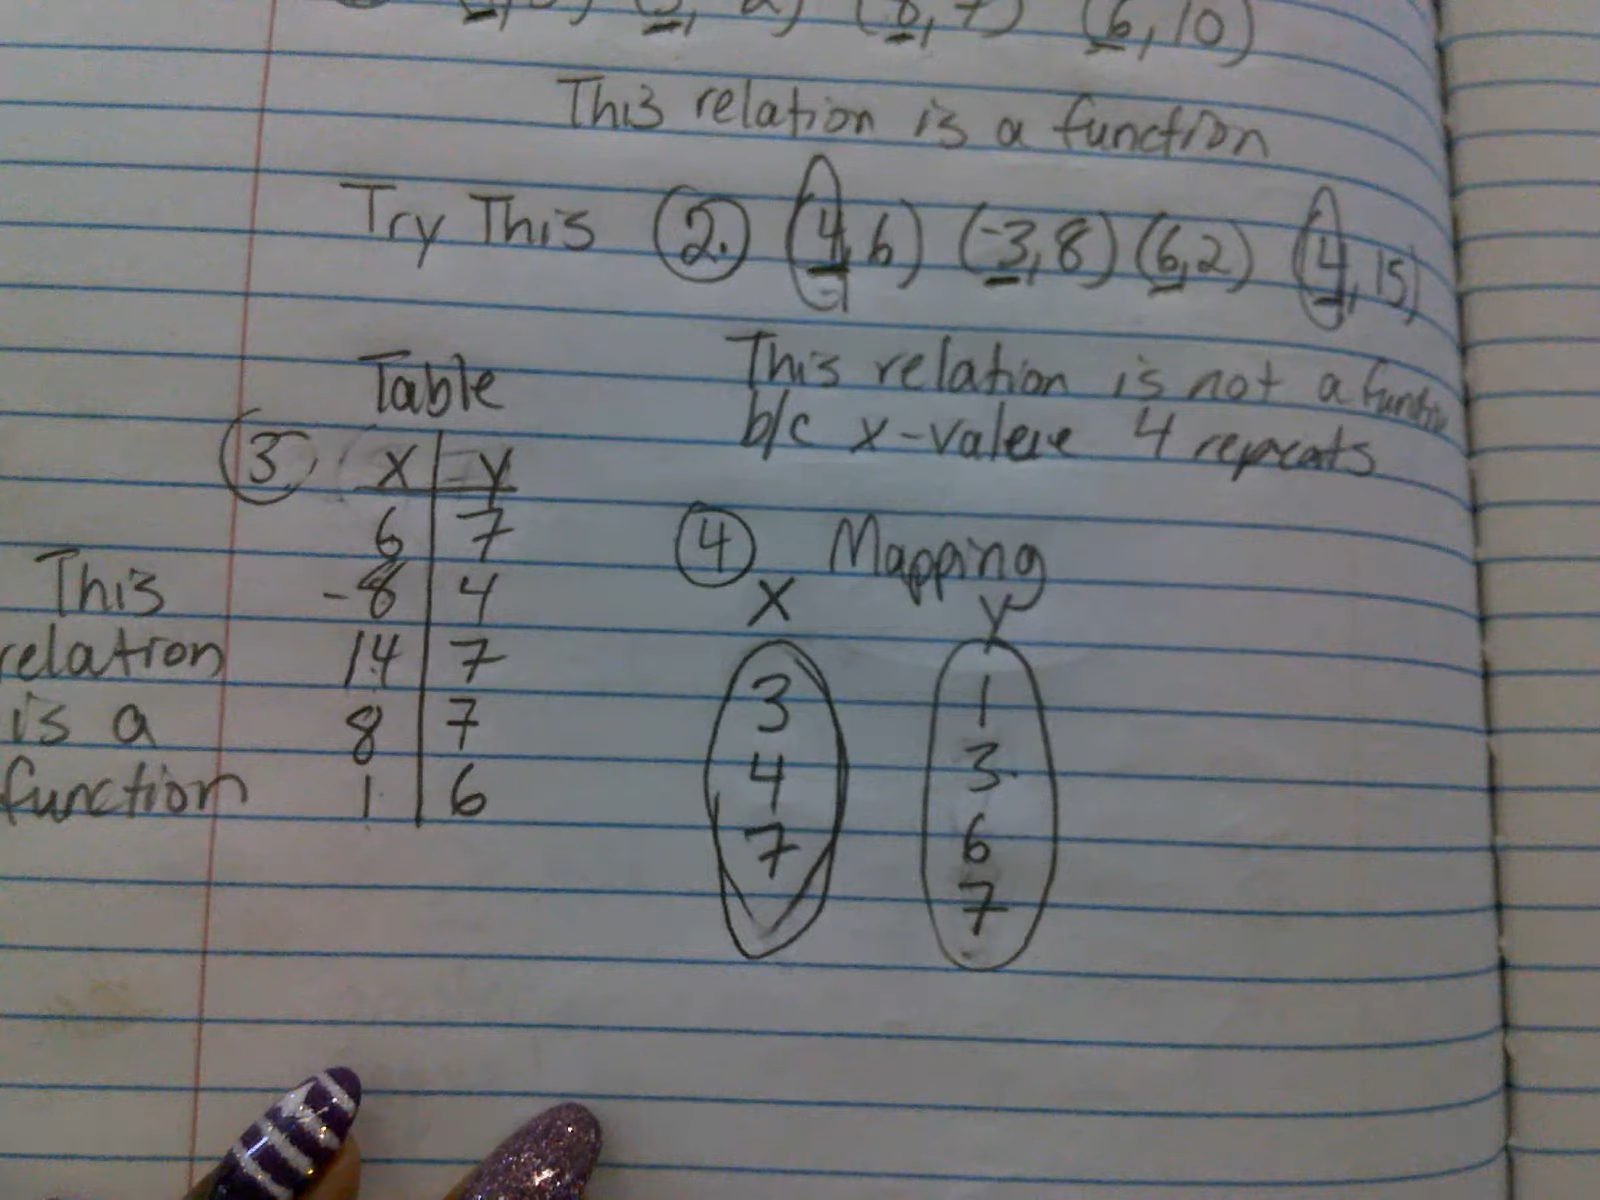 (6, 10)
This relation is a function
Try This 2. (4, 6) (-3, 8) (6, 2) (4, 15)
This relation is not a function
b/c x-valeue 4 repeats
Table
3. x y
6 7
-8 4
14 7
8 7
1 6
This
relation
is a
function
4 Mapping
X Y
3 1
4 3
7 6
7